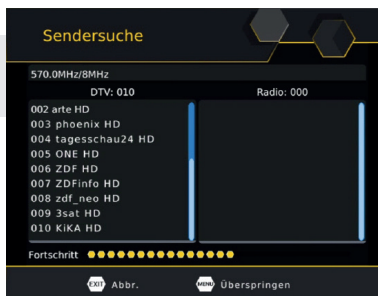 Sendersuche
570.0MHz/8MHz
DTV: 010 Radio: 000
002 arte HD
003 phoenix HD
004 tagesschau24 HD
005 ONE HD
006 ZDF HD
007 ZDFinfo HD
008 zdf_neo HD
009 3sat HD
010 KiKA HD
Fortschritt
EXIT Abbr. MENU Überspringen